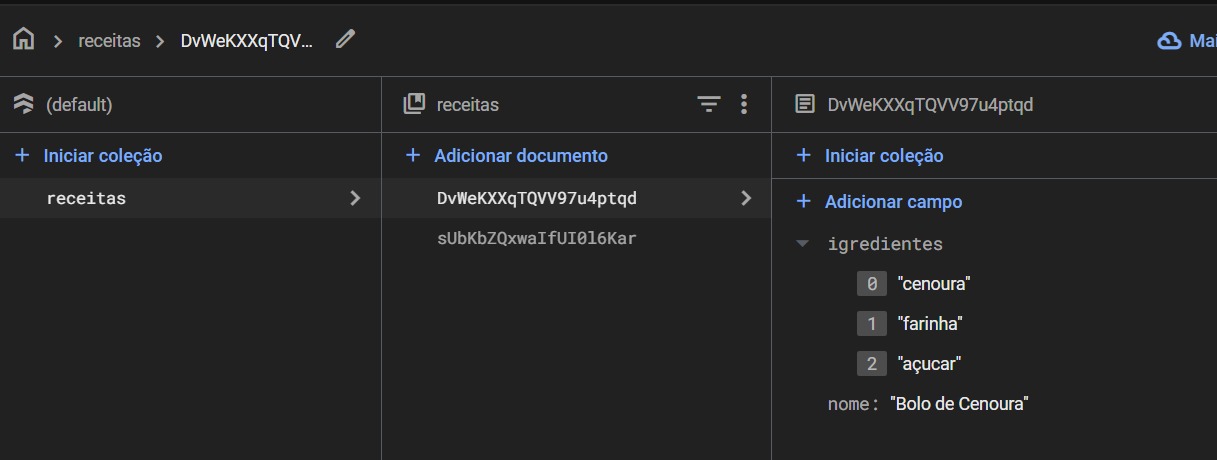 receitas DvWeKXXqTQV... Mai
(default) receitas DvWeKXXqTQVV97u4ptqd
+ Iniciar coleção + Adicionar documento + Iniciar coleção
receitas DvWeKXXqTQVV97u4ptqd + Adicionar campo
sUbKbZQxwaIfUI0l6Kar igredientes
0 "cenoura"
1 "farinha"
2 "açucar"
nome: "Bolo de Cenoura"